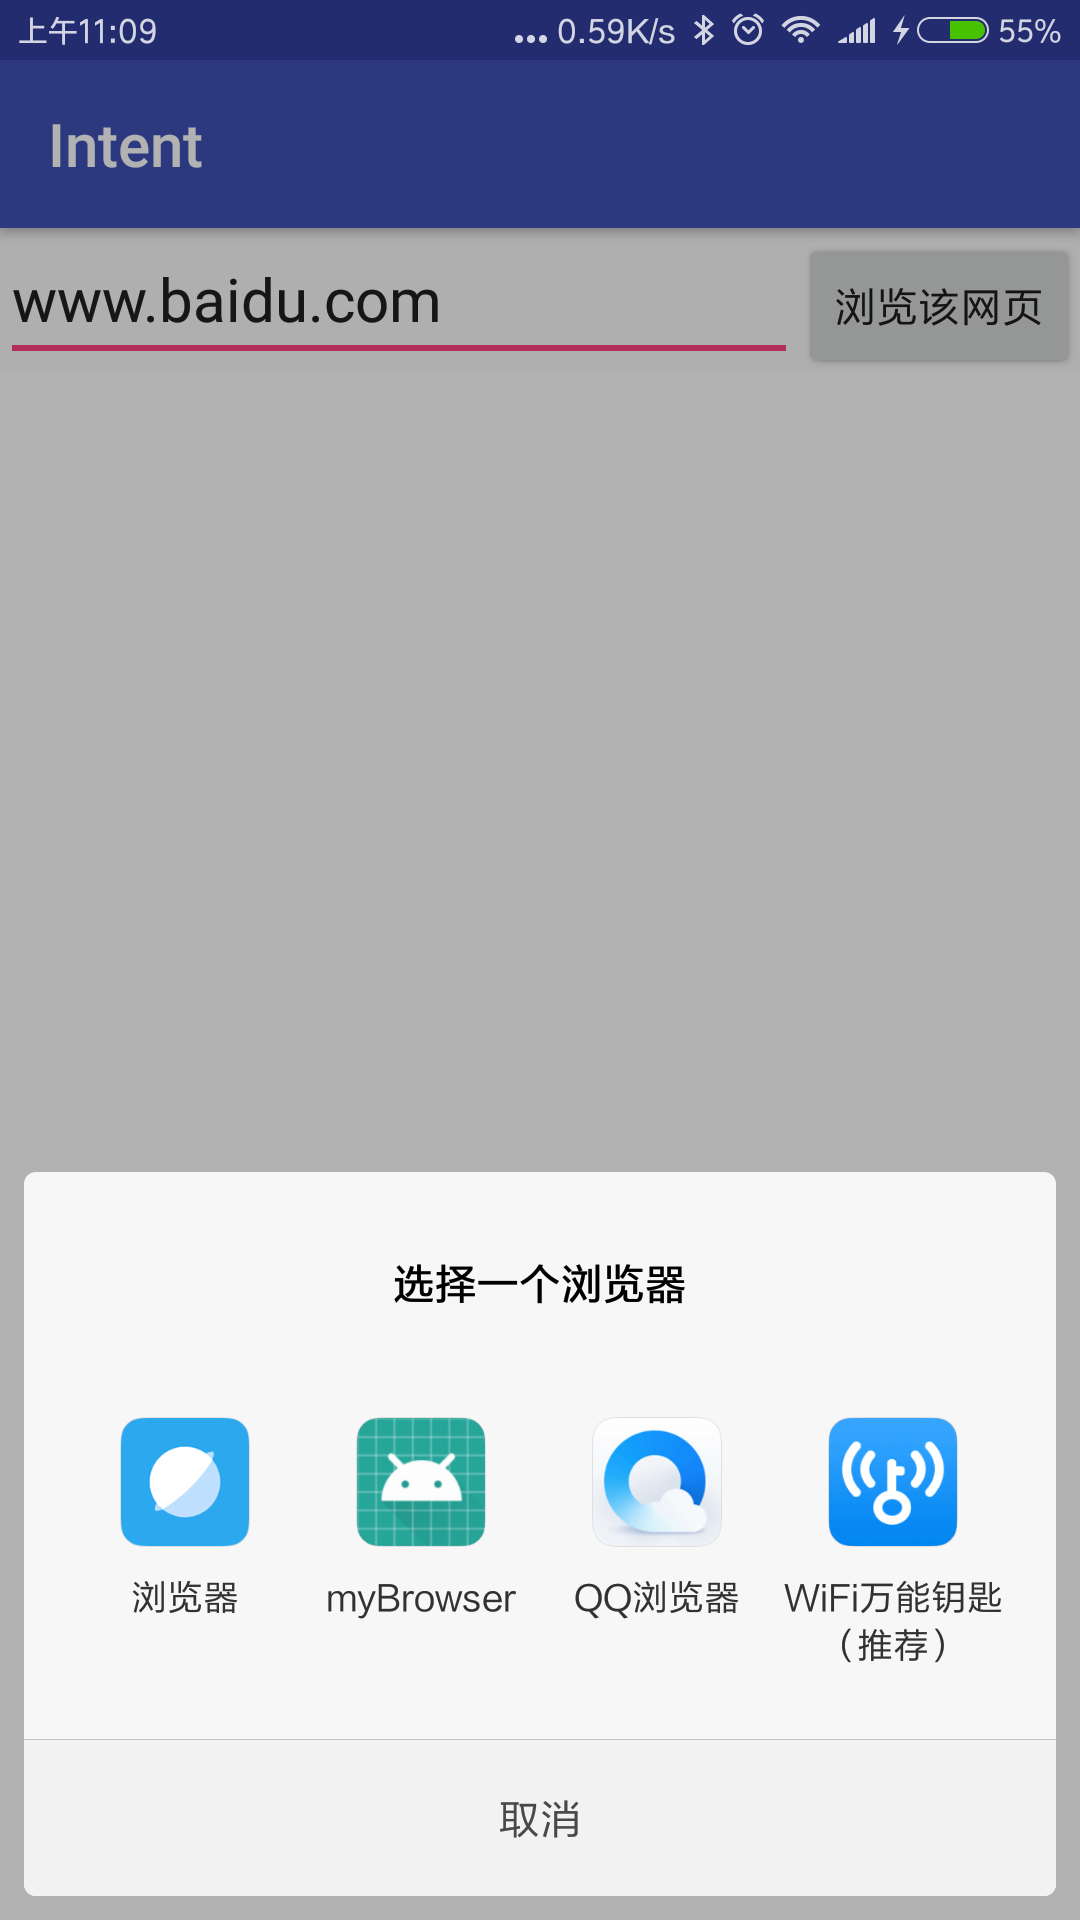 上午11:09
... 0.59K/s
55%
Intent
www.baidu.com
浏览该网页
选择一个浏览器
浏览器
myBrowser
QQ浏览器
WiFi万能钥匙
（推荐）
取消